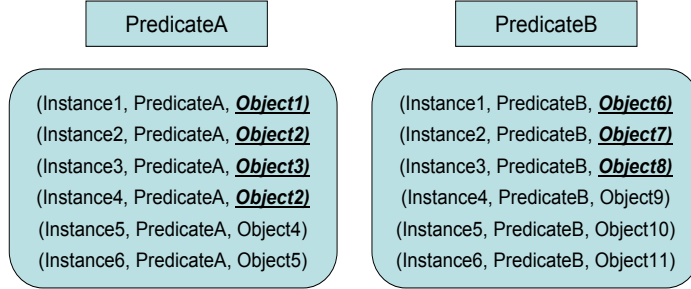 PredicateA
(Instance1, PredicateA, Object1)
(Instance2, PredicateA, Object2)
(Instance3, PredicateA, Object3)
(Instance4, PredicateA, Object2)
(Instance5, PredicateA, Object4)
(Instance6, PredicateA, Object5)
PredicateB
(Instance1, PredicateB, Object6)
(Instance2, PredicateB, Object7)
(Instance3, PredicateB, Object8)
(Instance4, PredicateB, Object9)
(Instance5, PredicateB, Object10)
(Instance6, PredicateB, Object11)